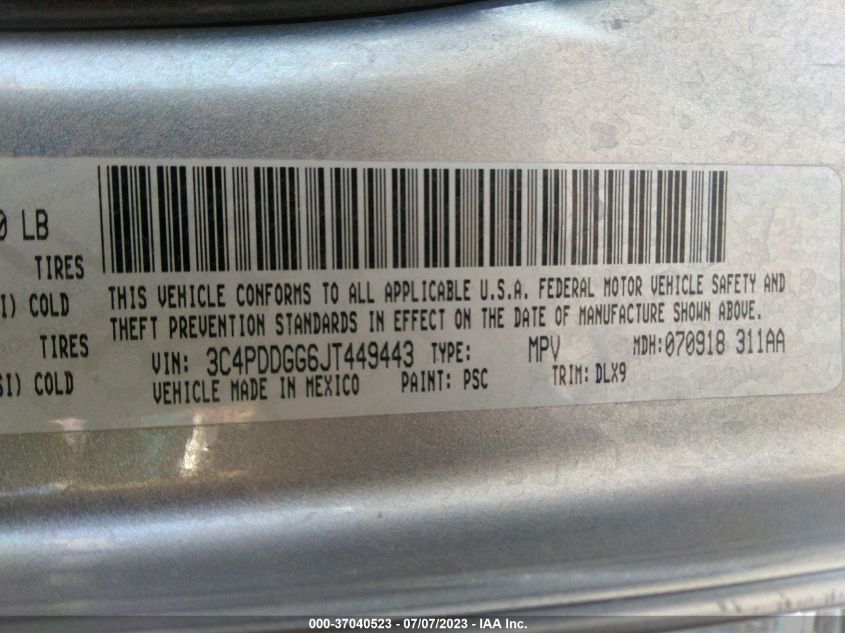 0 LB
TIRES
I) COLD
TIRES
SI) COLD
THIS VEHICLE CONFORMS TO ALL APPLICABLE U.S.A. FEDERAL MOTOR VEHICLE SAFETY AND
THEFT PREVENTION STANDARDS IN EFFECT ON THE DATE OF MANUFACTURE SHOWN ABOVE.
VIN: 3C4PDDGG6JT449443 TYPE: MPV MDH:070918 311AA
VEHICLE MADE IN MEXICO PAINT: PSC TRIM: DLX9
000-37040523 - 07/07/2023 - IAA Inc.